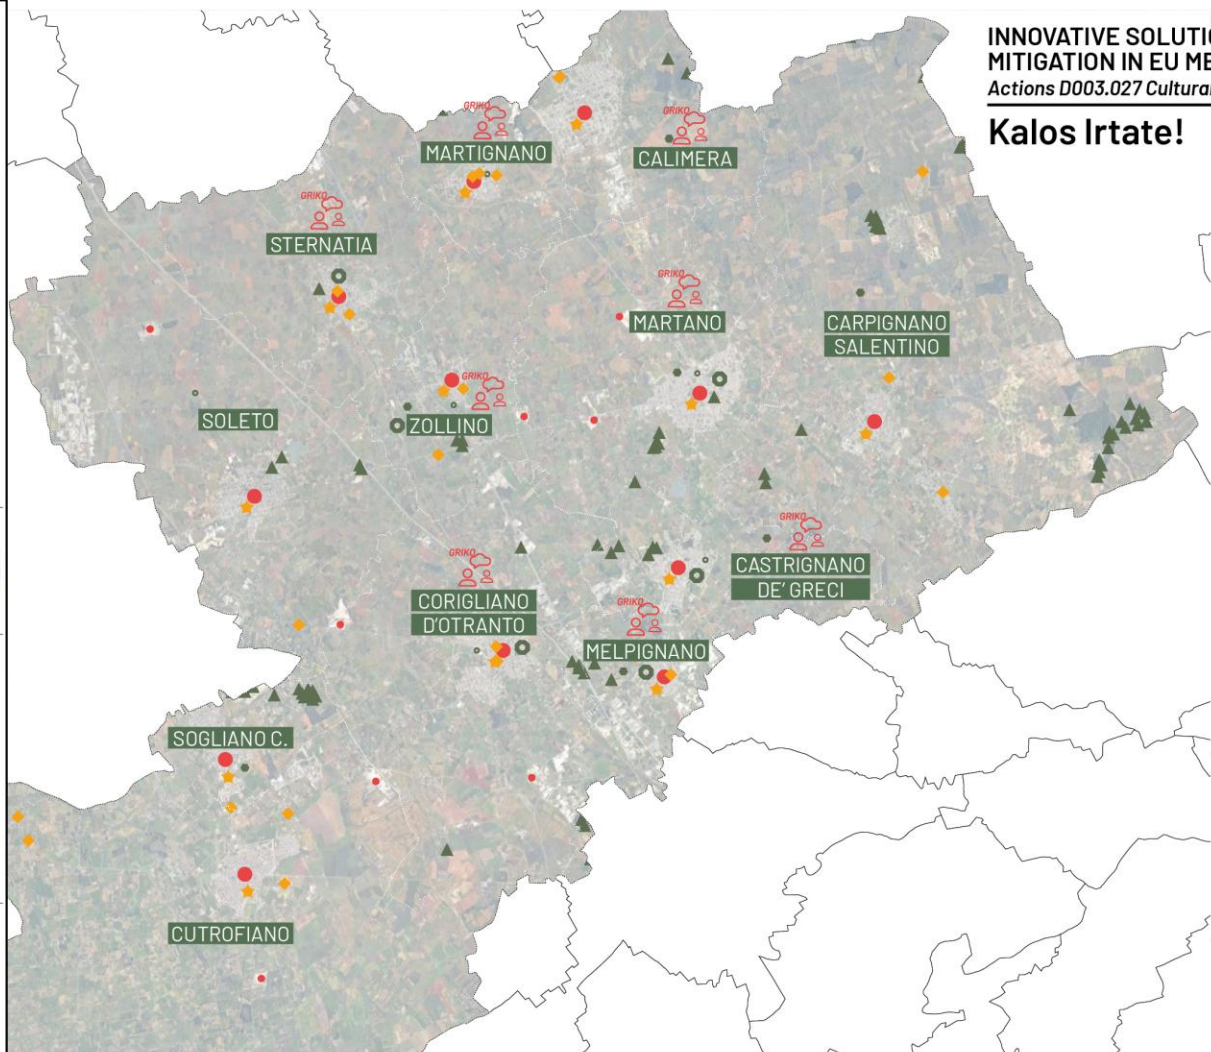 INNOVATIVE SOLUTI
MITIGATION IN EU ME
Actions D003.027 Cultura
Kalos Irtate!
GRIKO
MARTIGNANO
GRIKO
CALIMERA
GRIKO
STERNATIA
GRIKO
MARTANO
CARPIGNANO
SALENTINO
GRIKO
ZOLLINO
SOLETO
GRIKO
CASTRIGNANO
DE' GRECI
GRIKO
CORIGLIANO
D'OTRANTO
GRIKO
MELPIGNANO
SOGLIANO C.
CUTROFIANO